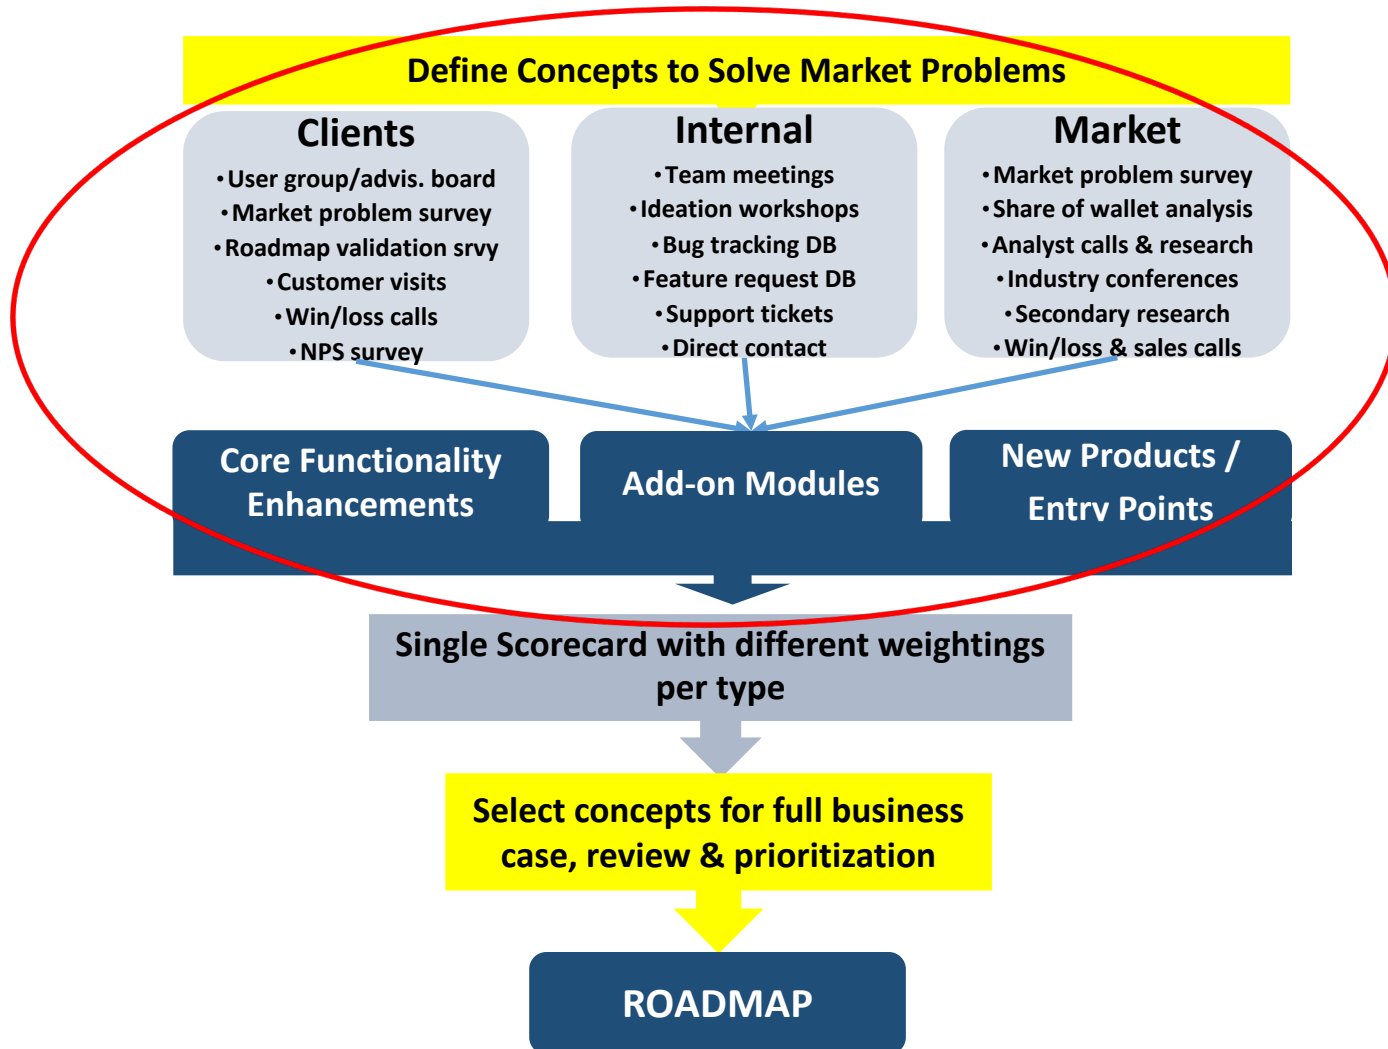 Define Concepts to Solve Market Problems
Clients
•User group/advis. board
•Market problem survey
•Roadmap validation srvy
•Customer visits
•Win/loss calls
•NPS survey
Internal
•Team meetings
•Ideation workshops
•Bug tracking DB
•Feature request DB
•Support tickets
•Direct contact
Market
•Market problem survey
•Share of wallet analysis
•Analyst calls & research
•Industry conferences
•Secondary research
•Win/loss & sales calls
Core Functionality
Enhancements
Add-on Modules
New Products /
Entry Points
Single Scorecard with different weightings
per type
Select concepts for full business
case, review & prioritization
ROADMAP